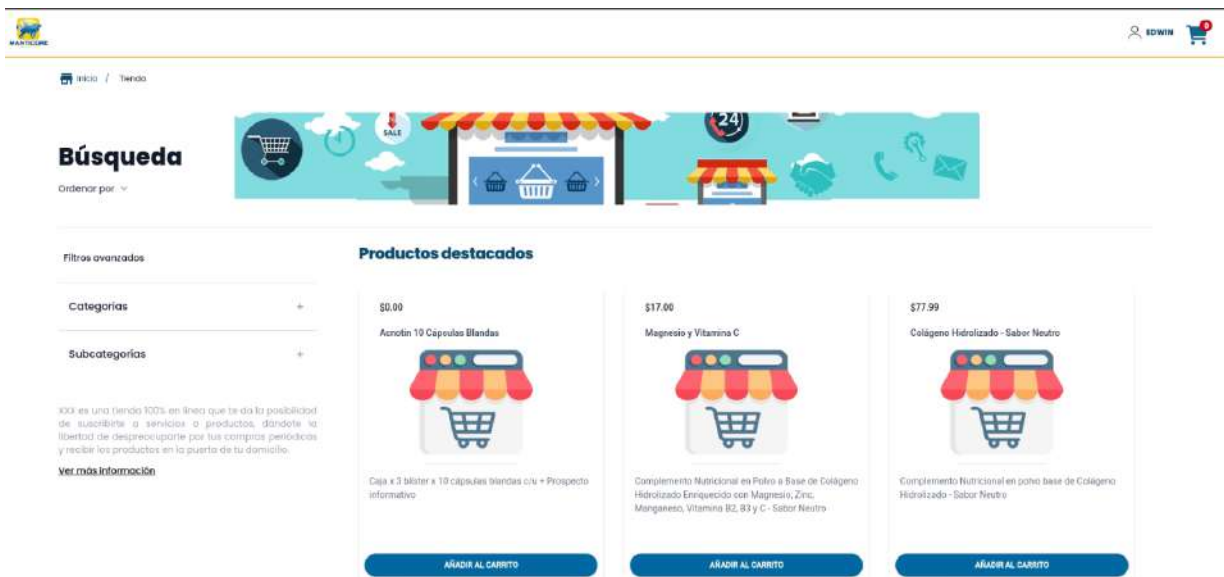 MANTICORE
EDWIN
0
Inicio / Tienda
SALE
24
Búsqueda
Ordenar por
Filtros avanzados
Productos destacados
Categorías +
$0.00
$17.00
$77.99
Acnotin 10 Cápsulas Blandas
Magnesio y Vitamina C
Colágeno Hidrolizado - Sabor Neutro
Subcategorías +
XXX es una tienda 100% en línea que te da la posibilidad
de suscribirte a servicios o productos, dándote la
libertad de despreocuparte por tus compras periódicas
y recibir los productos en la puerta de tu domicilio.
Ver más información
Caja x 3 blíster x 10 cápsulas blandas c/u + Prospecto
informativo
Complemento Nutricional en Polvo a Base de Colágeno
Hidrolizado Enriquecido con Magnesio, Zinc,
Manganeso, Vitamina B2, B3 y C - Sabor Neutro
Complemento Nutricional en polvo base de Colágeno
Hidrolizado - Sabor Neutro
AÑADIR AL CARRITO
AÑADIR AL CARRITO
AÑADIR AL CARRITO